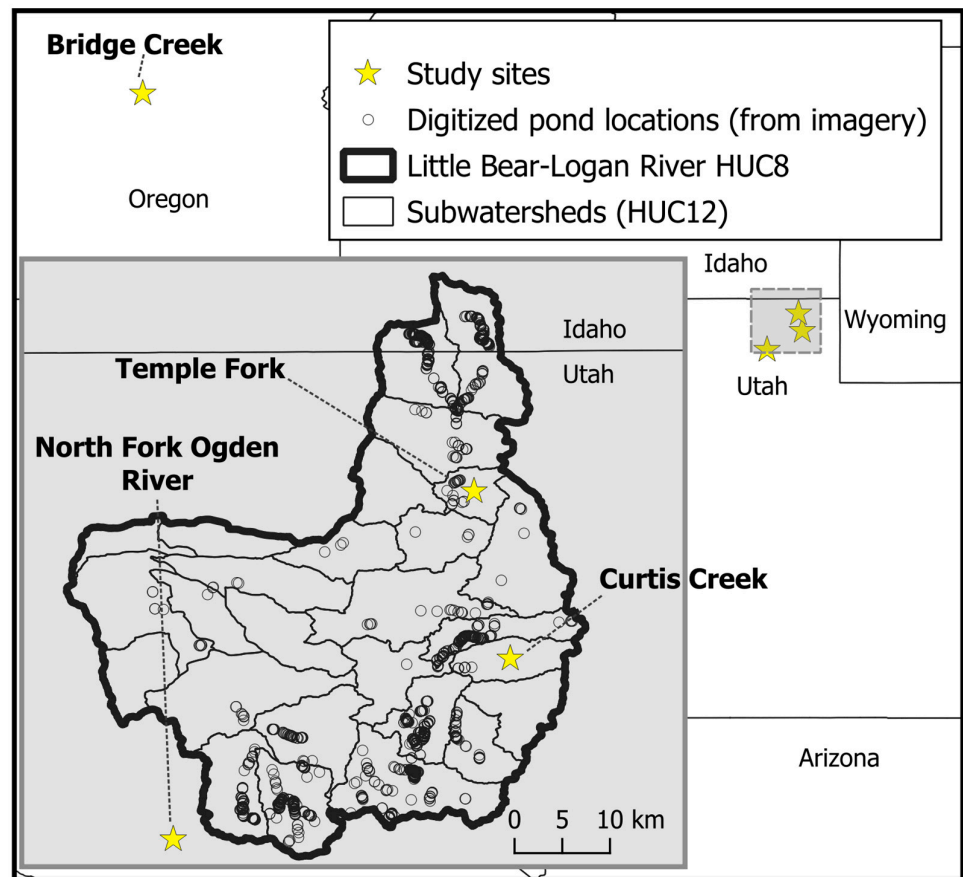 Bridge Creek
Study sites
Digitized pond locations (from imagery)
Little Bear-Logan River HUC8
Subwatersheds (HUC12)
Oregon
Idaho
Wyoming
Utah
Arizona
Idaho
Utah
Temple Fork
North Fork Ogden
River
Curtis Creek
0 5 10 km